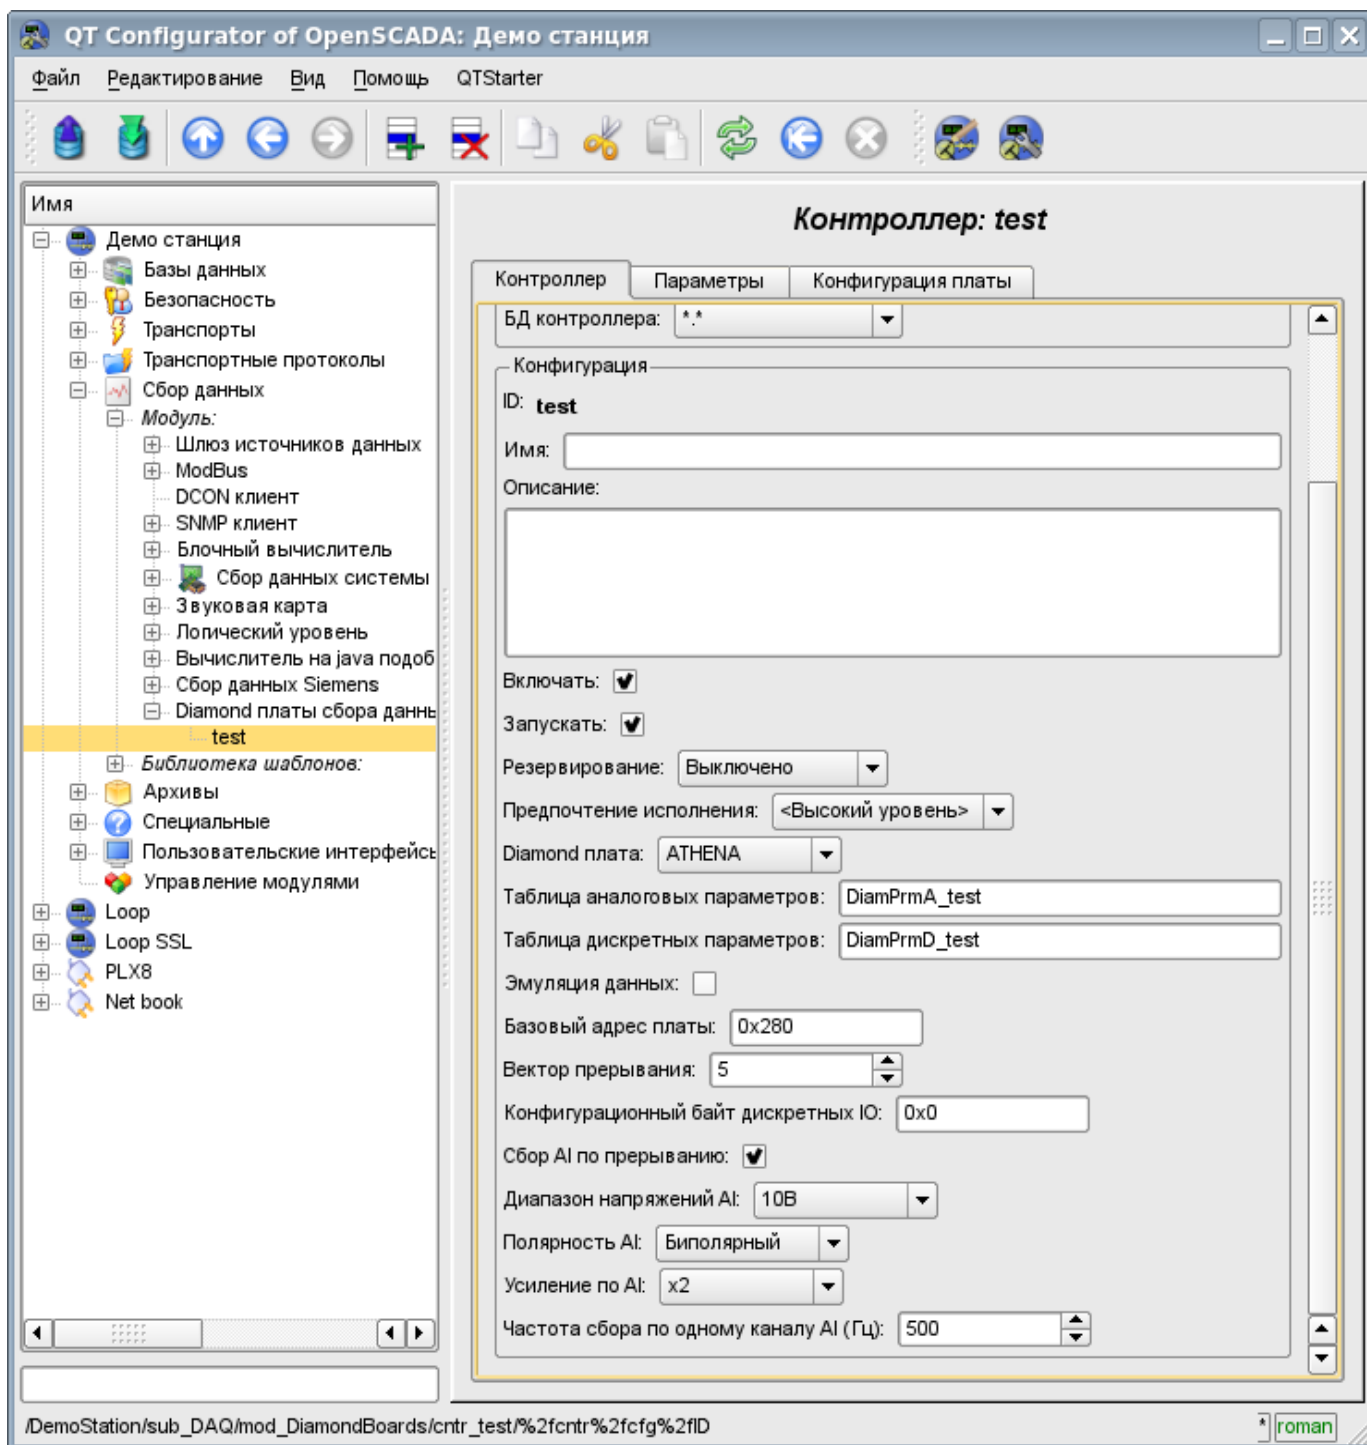 QT Configurator of OpenSCADA: Демо станция
Файл Редактирование Вид Помощь QTStarter
Имя
Демо станция
Базы данных
Безопасность
Транспорты
Транспортные протоколы
Сбор данных
Модуль:
Шлюз источников данных
ModBus
DCON клиент
SNMP клиент
Блочный вычислитель
Сбор данных системы
Звуковая карта
Логический уровень
Вычислитель на java подоб
Сбор данных Siemens
Diamond платы сбора данны
test
Библиотека шаблонов:
Архивы
Специальные
Пользовательские интерфейсы
Управление модулями
Loop
Loop SSL
PLX8
Net book
Контроллер: test
Контроллер Параметры Конфигурация платы
БД контроллера: *.*
Конфигурация
ID: test
Имя:
Описание:
Включать:
Запускать:
Резервирование: Выключено
Предпочтение исполнения: <Высокий уровень>
Diamond плата: ATHENA
Таблица аналоговых параметров: DiamPrmA_test
Таблица дискретных параметров: DiamPrmD_test
Эмуляция данных:
Базовый адрес платы: 0x280
Вектор прерывания: 5
Конфигурационный байт дискретных IO: 0x0
Сбор AI по прерыванию:
Диапазон напряжений AI: 10В
Полярность AI: Биполярный
Усиление по AI: x2
Частота сбора по одному каналу AI (Гц): 500
/DemoStation/sub_DAQ/mod_DiamondBoards/cntr_test/%2fcntr%2fcfg%2fID
* roman